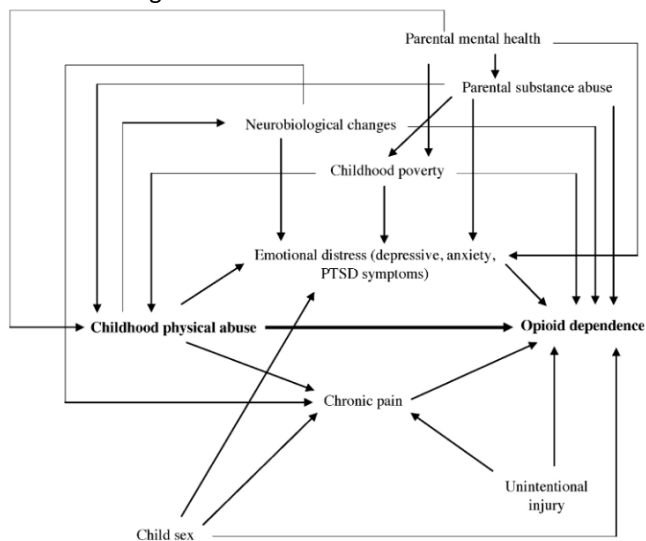 Parental mental health
Parental substance abuse
Neurobiological changes
Childhood poverty
Emotional distress (depressive, anxiety,
PTSD symptoms)
Childhood physical abuse
Opioid dependence
Chronic pain
Unintentional
injury
Child sex